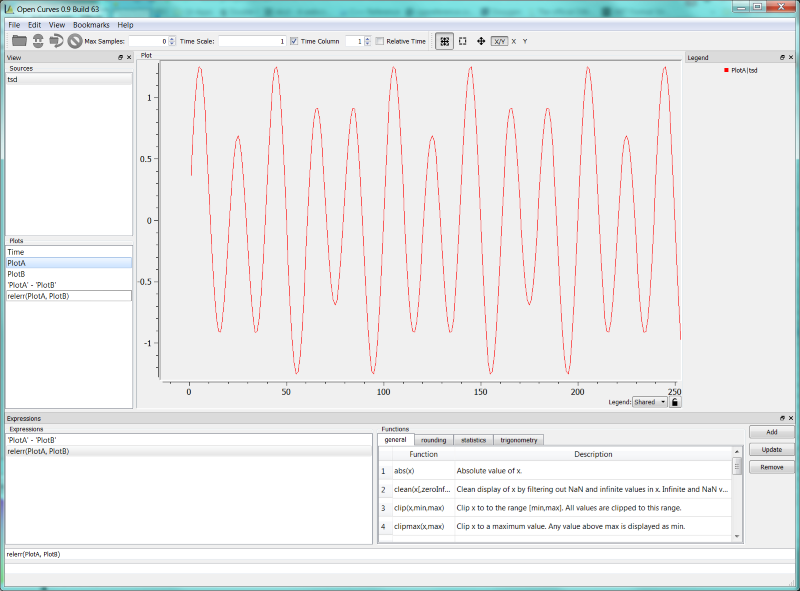 Open Curves 0.9 Build 63
File Edit View Bookmarks Help
Max Samples: 0 Time Scale: 1 Time Column 1 Relative Time X/Y X Y
View
Sources
tsd
Plots
Time
PlotA
PlotB
'PlotA' - 'PlotB'
relerr(PlotA, PlotB)
Plot
1
0.5
0
-0.5
-1
0 50 100 150 200 250
Legend: Shared
Legend
PlotA|tsd
Expressions
Expressions
'PlotA' - 'PlotB'
relerr(PlotA, PlotB)
Functions
general rounding statistics trigonometry
Function Description
1 abs(x) Absolute value of x.
2 clean(x[,zeroInf... Clean display of x by filtering out NaN and infinite values in x. Infinite and NaN v...
3 clip(x,min,max) Clip x to to the range [min,max]. All values are clipped to this range.
4 clipmax(x,max) Clip x to a maximum value. Any value above max is displayed as min.
Add
Update
Remove
relerr(PlotA, PlotB)